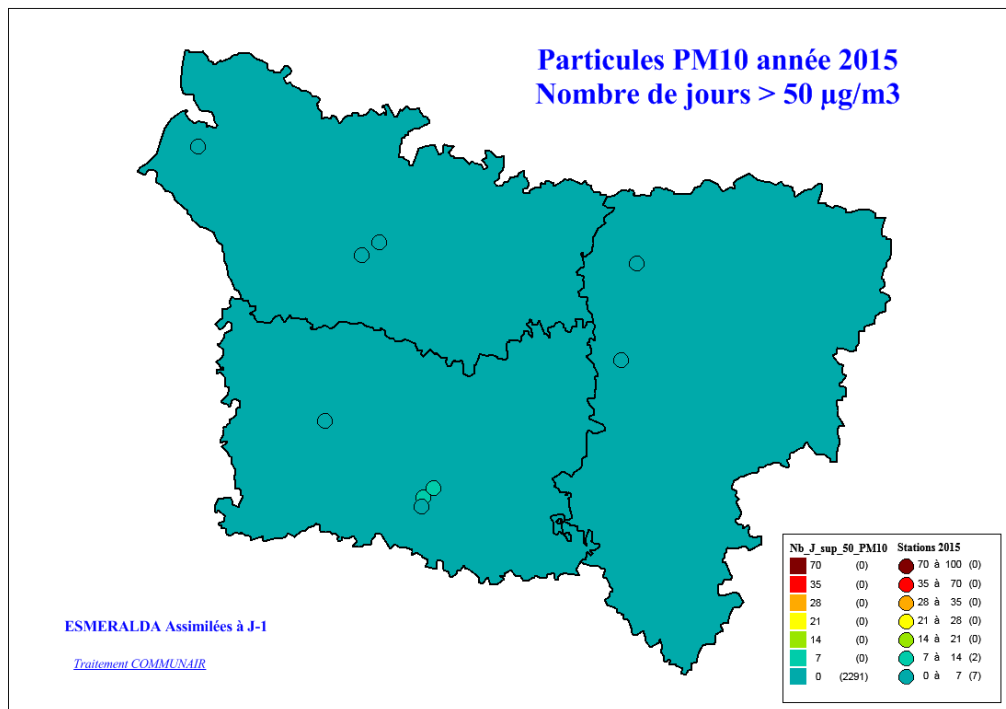 Particules PM10 année 2015
Nombre de jours > 50 µg/m3
ESMERALDA Assimilées à J-1
Traitement COMMUNAIR
Nb_J_sup_50_PM10 Stations 2015
70 (0) 70 à 100 (0)
35 (0) 35 à 70 (0)
28 (0) 28 à 35 (0)
21 (0) 21 à 28 (0)
14 (0) 14 à 21 (0)
7 (0) 7 à 14 (2)
0 (2291) 0 à 7 (7)